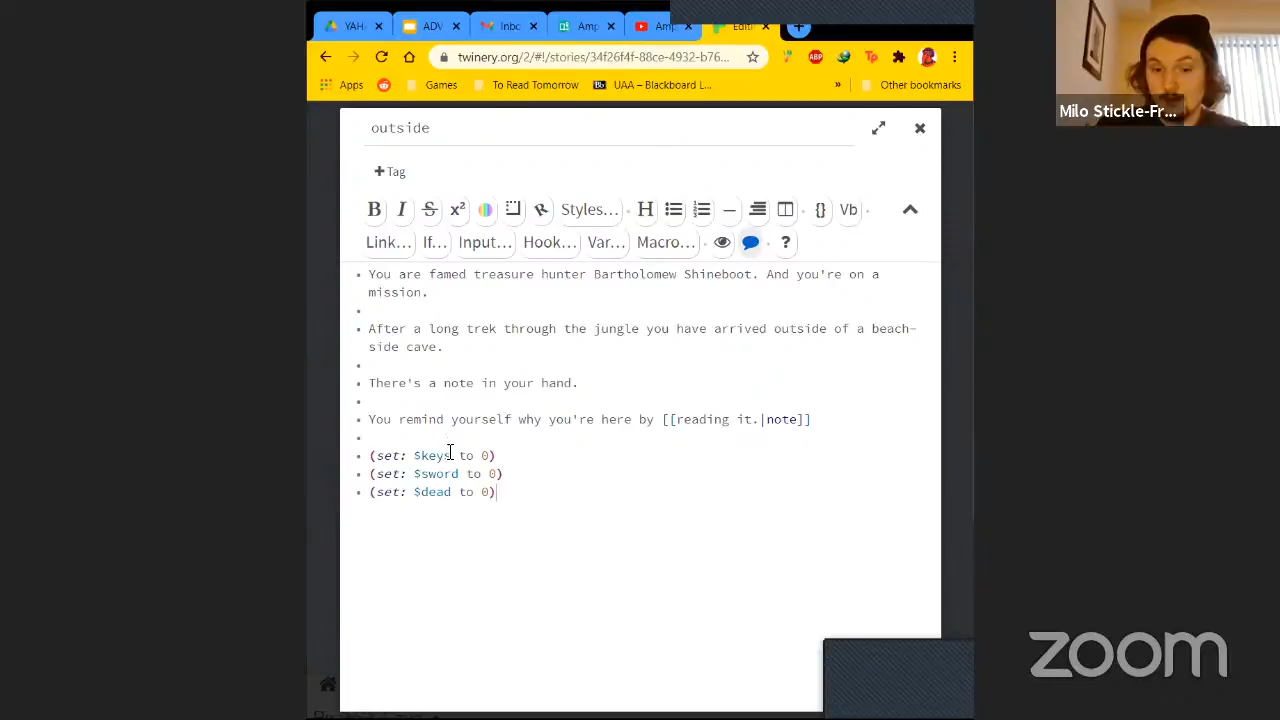 YAH
ADV
Inbo
Amp
Amp
Edit
twinery.org/2/#!/stories/34f26f4f-88ce-4932-b76...
ABP
Tp
Apps
Games
To Read Tomorrow
Bb
UAA – Blackboard L...
»
Other bookmarks
Milo Stickle-Fr...
outside
+Tag
B I S x² Styles... H — {} Vb
Link... If... Input... Hook... Var... Macro... ?
You are famed treasure hunter Bartholomew Shineboot. And you're on a
mission.
After a long trek through the jungle you have arrived outside of a beach-
side cave.
There's a note in your hand.
You remind yourself why you're here by [[reading it.|note]]
(set: $keys to 0)
(set: $sword to 0)
(set: $dead to 0)
zoom